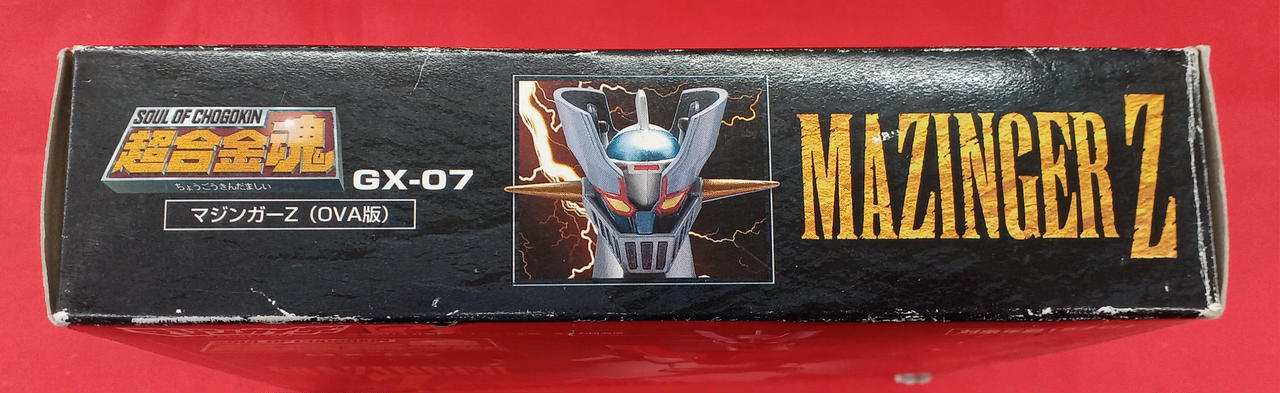 SOUL OF CHOGOKIN
超合金魂
ちょうごうきんだましい
GX-07
マジンガーZ（OVA版）
MAZINGER Z